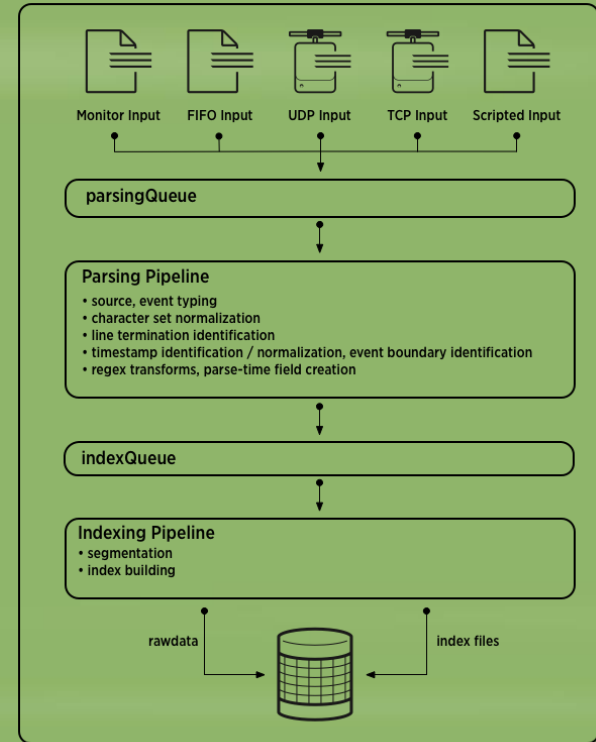 Monitor Input FIFO Input UDP Input TCP Input Scripted Input
parsingQueue
Parsing Pipeline
• source, event typing
• character set normalization
• line termination identification
• timestamp identification / normalization, event boundary identification
• regex transforms, parse-time field creation
indexQueue
Indexing Pipeline
• segmentation
• index building
rawdata index files